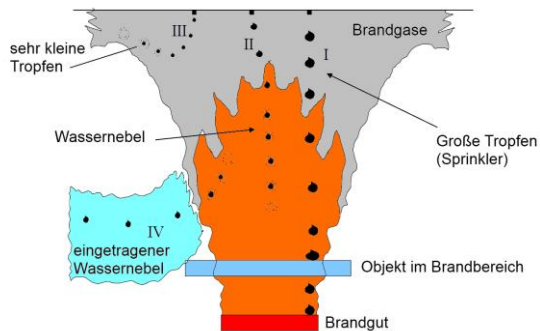 III
Brandgase
sehr kleine
Tropfen
II
I
Wassernebel
Große Tropfen
(Sprinkler)
IV
eingetragener
Wassernebel
Objekt im Brandbereich
Brandgut